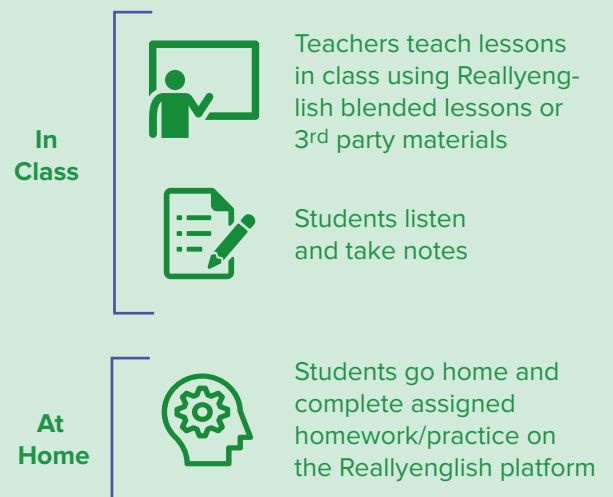 In
Class
Teachers teach lessons
in class using Reallyeng-
lish blended lessons or
3rd party materials
Students listen
and take notes
At
Home
Students go home and
complete assigned
homework/practice on
the Reallyenglish platform